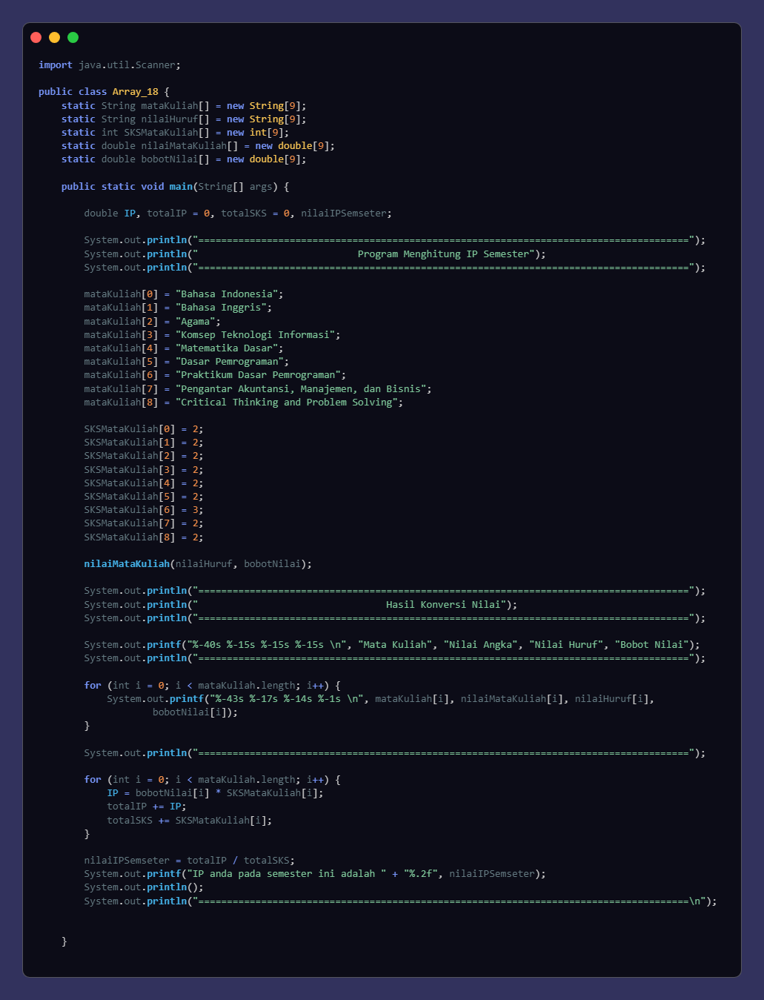 import java.util.Scanner;
public class Array_18 {
static String mataKuliah[] = new String[9];
static String nilaiHuruf[] = new String[9];
static int SKSMataKuliah[] = new int[9];
static double nilaiMataKuliah[] = new double[9];
static double bobotNilai[] = new double[9];
public static void main(String[] args) {
double IP, totalIP = 0, totalSKS = 0, nilaiIPSemseter;
System.out.println("======================================================================================");
System.out.println("                            Program Menghitung IP Semester");
System.out.println("======================================================================================");
mataKuliah[0] = "Bahasa Indonesia";
mataKuliah[1] = "Bahasa Inggris";
mataKuliah[2] = "Agama";
mataKuliah[3] = "Komsep Teknologi Informasi";
mataKuliah[4] = "Matematika Dasar";
mataKuliah[5] = "Dasar Pemrograman";
mataKuliah[6] = "Praktikum Dasar Pemrograman";
mataKuliah[7] = "Pengantar Akuntansi, Manajemen, dan Bisnis";
mataKuliah[8] = "Critical Thinking and Problem Solving";
SKSMataKuliah[0] = 2;
SKSMataKuliah[1] = 2;
SKSMataKuliah[2] = 2;
SKSMataKuliah[3] = 2;
SKSMataKuliah[4] = 2;
SKSMataKuliah[5] = 2;
SKSMataKuliah[6] = 3;
SKSMataKuliah[7] = 2;
SKSMataKuliah[8] = 2;
nilaiMataKuliah(nilaiHuruf, bobotNilai);
System.out.println("======================================================================================");
System.out.println("                                 Hasil Konversi Nilai");
System.out.println("======================================================================================");
System.out.printf("%-40s %-15s %-15s %-15s \n", "Mata Kuliah", "Nilai Angka", "Nilai Huruf", "Bobot Nilai");
System.out.println("======================================================================================");
for (int i = 0; i < mataKuliah.length; i++) {
System.out.printf("%-43s %-17s %-14s %-1s \n", mataKuliah[i], nilaiMataKuliah[i], nilaiHuruf[i],
bobotNilai[i]);
}
System.out.println("======================================================================================");
for (int i = 0; i < mataKuliah.length; i++) {
IP = bobotNilai[i] * SKSMataKuliah[i];
totalIP += IP;
totalSKS += SKSMataKuliah[i];
}
nilaiIPSemseter = totalIP / totalSKS;
System.out.printf("IP anda pada semester ini adalah " + "%.2f", nilaiIPSemseter);
System.out.println();
System.out.println("======================================================================================\n");
}